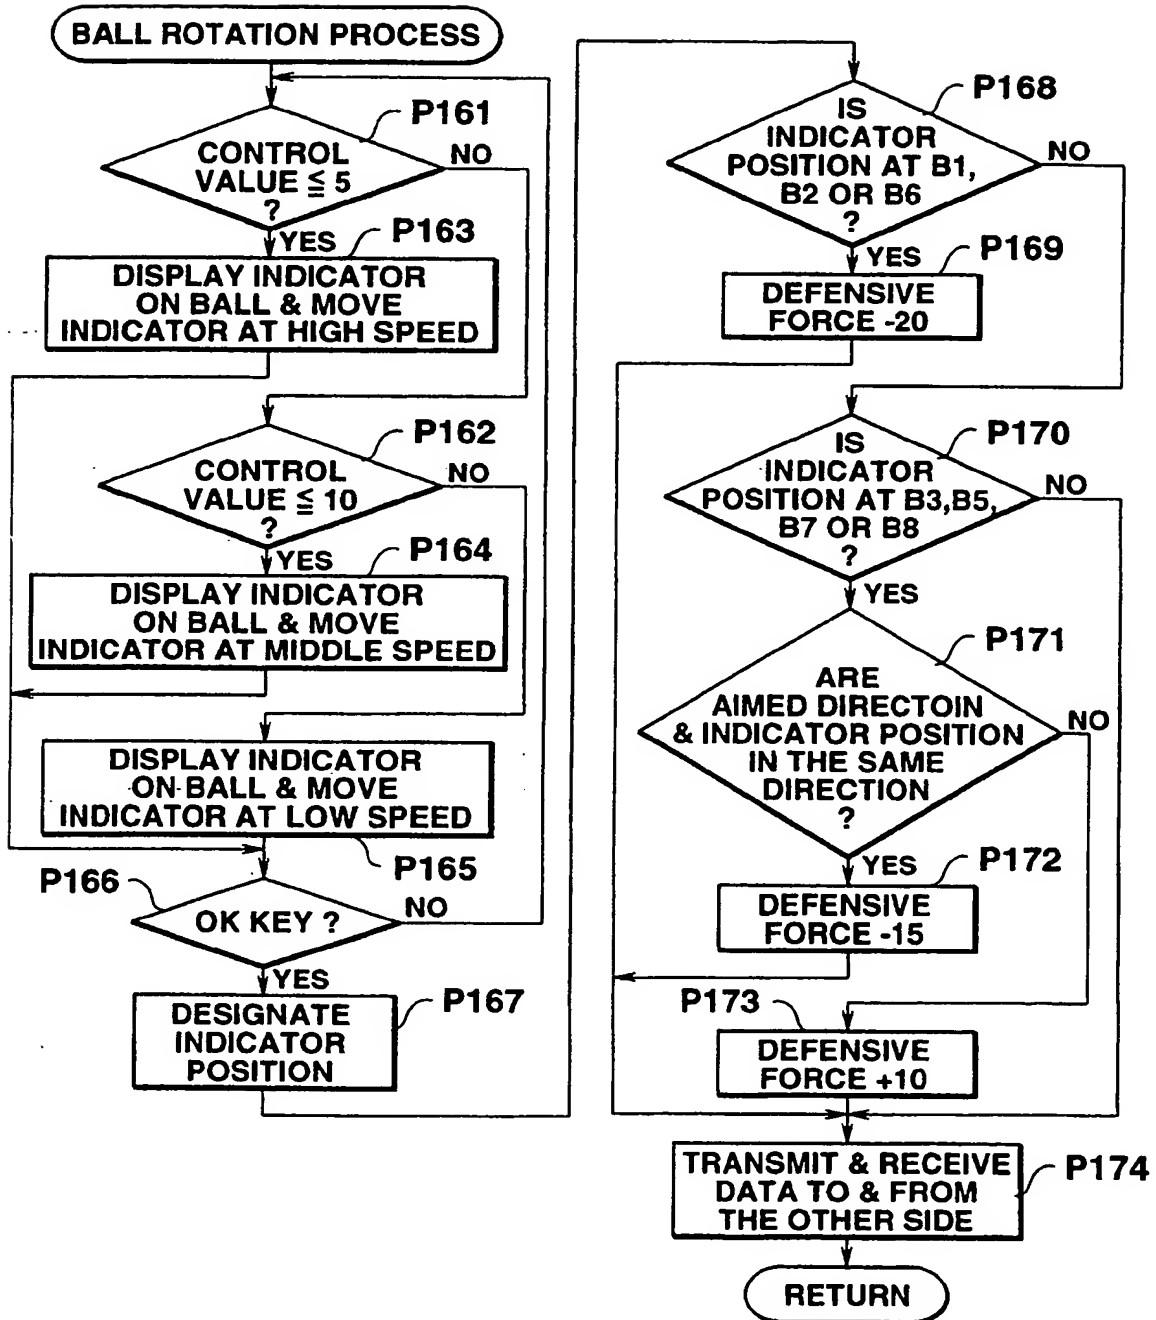 BALL ROTATION PROCESS
P161
CONTROL
VALUE ≦ 5
?
NO
YES
P163
DISPLAY INDICATOR
ON BALL & MOVE
INDICATOR AT HIGH SPEED
P162
CONTROL
VALUE ≦ 10
?
NO
YES
P164
DISPLAY INDICATOR
ON BALL & MOVE
INDICATOR AT MIDDLE SPEED
DISPLAY INDICATOR
ON BALL & MOVE
INDICATOR AT LOW SPEED
P165
P166
OK KEY ?
NO
YES
P167
DESIGNATE
INDICATOR
POSITION
P168
IS
INDICATOR
POSITION AT B1,
B2 OR B6
?
NO
YES
P169
DEFENSIVE
FORCE -20
P170
IS
INDICATOR
POSITION AT B3,B5,
B7 OR B8
?
NO
YES
P171
ARE
AIMED DIRECTOIN
& INDICATOR POSITION
IN THE SAME
DIRECTION
?
NO
YES
P172
DEFENSIVE
FORCE -15
P173
DEFENSIVE
FORCE +10
TRANSMIT & RECEIVE
DATA TO & FROM
THE OTHER SIDE
P174
RETURN